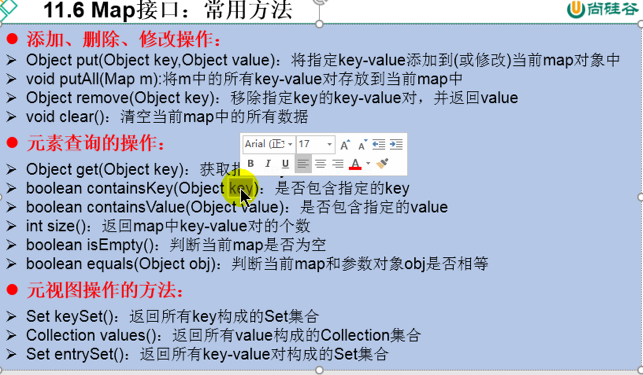 11.6 Map接口：常用方法
尚硅谷
● 添加、删除、修改操作：
➢ Object put(Object key,Object value)：将指定key-value添加到(或修改)当前map对象中
➢ void putAll(Map m):将m中的所有key-value对存放到当前map中
➢ Object remove(Object key)：移除指定key的key-value对，并返回value
➢ void clear()：清空当前map中的所有数据
● 元素查询的操作：
Arial (正 17 A A
B I U A
➢ Object get(Object key)：获取
➢ boolean containsKey(Object key)：是否包含指定的key
➢ boolean containsValue(Object value)：是否包含指定的value
➢ int size()：返回map中key-value对的个数
➢ boolean isEmpty()：判断当前map是否为空
➢ boolean equals(Object obj)：判断当前map和参数对象obj是否相等
● 元视图操作的方法：
➢ Set keySet()：返回所有key构成的Set集合
➢ Collection values()：返回所有value构成的Collection集合
➢ Set entrySet()：返回所有key-value对构成的Set集合